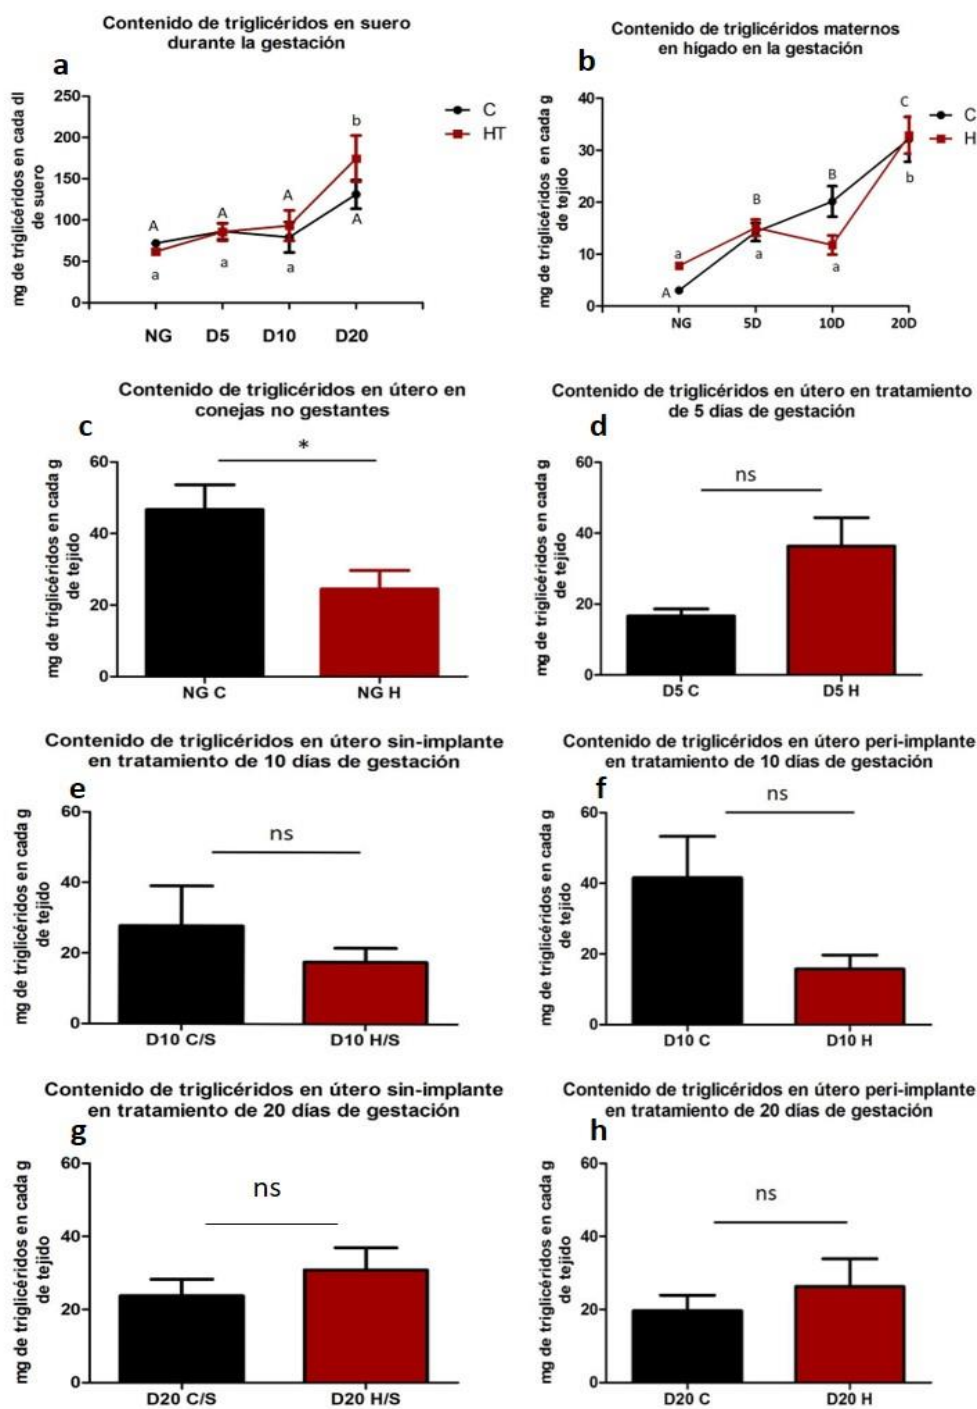 Contenido de triglicéridos en suero
durante la gestación
a
mg de triglicéridos en cada dl
de suero
250
200
150
100
50
0
A
A
A
b
A
a
a
a
NG
D5
D10
D20
C
HT
Contenido de triglicéridos maternos
en hígado en la gestación
b
mg de triglicéridos en cada g
de tejido
40
30
20
10
0
a
A
B
a
B
a
C
b
NG
5D
10D
20D
C
H
Contenido de triglicéridos en útero en
conejas no gestantes
c
mg de triglicéridos en cada g
de tejido
60
40
20
0
*
NG C
NG H
Contenido de triglicéridos en útero en tratamiento
de 5 días de gestación
d
mg de triglicéridos en cada g
de tejido
60
40
20
0
ns
D5 C
D5 H
Contenido de triglicéridos en útero sin-implante
en tratamiento de 10 días de gestación
e
mg de triglicéridos en cada g
de tejido
60
40
20
0
ns
D10 C/S
D10 H/S
Contenido de triglicéridos en útero peri-implante
en tratamiento de 10 días de gestación
f
mg de triglicéridos en cada g
de tejido
60
40
20
0
ns
D10 C
D10 H
Contenido de triglicéridos en útero sin-implante
en tratamiento de 20 días de gestación
g
mg de triglicéridos en cada g
de tejido
60
40
20
0
ns
D20 C/S
D20 H/S
Contenido de triglicéridos en útero peri-implante
en tratamiento de 20 días de gestación
h
mg de triglicéridos en cada g
de tejido
60
40
20
0
ns
D20 C
D20 H